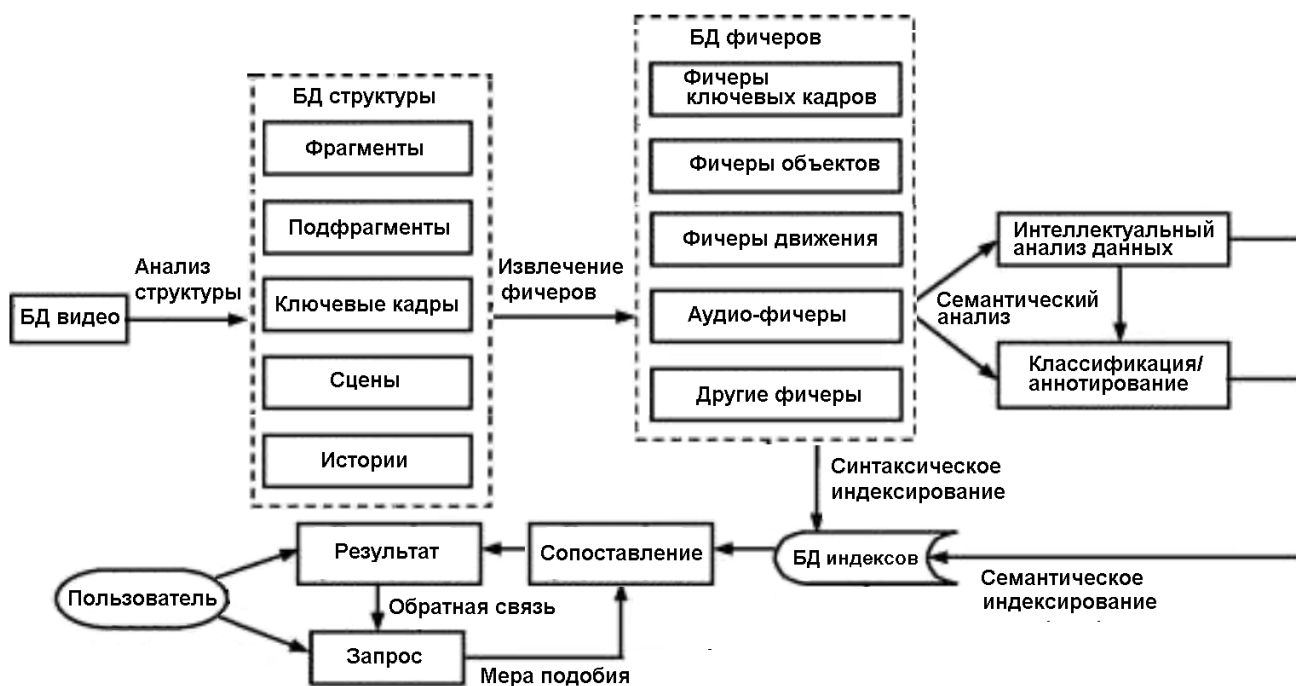 БД фичеров
Фичеры
ключевых кадров
Фичеры объектов
Фичеры движения
Аудио-фичеры
Другие фичеры
БД структуры
Фрагменты
Подфрагменты
Ключевые кадры
Сцены
Истории
Анализ
структуры
БД видео
Извлечение
фичеров
Интеллектуальный
анализ данных
Семантический
анализ
Классификация/
аннотирование
Синтаксическое
индексирование
Результат
Сопоставление
БД индексов
Семантическое
индексирование
Пользователь
Обратная связь
Запрос
Мера подобия